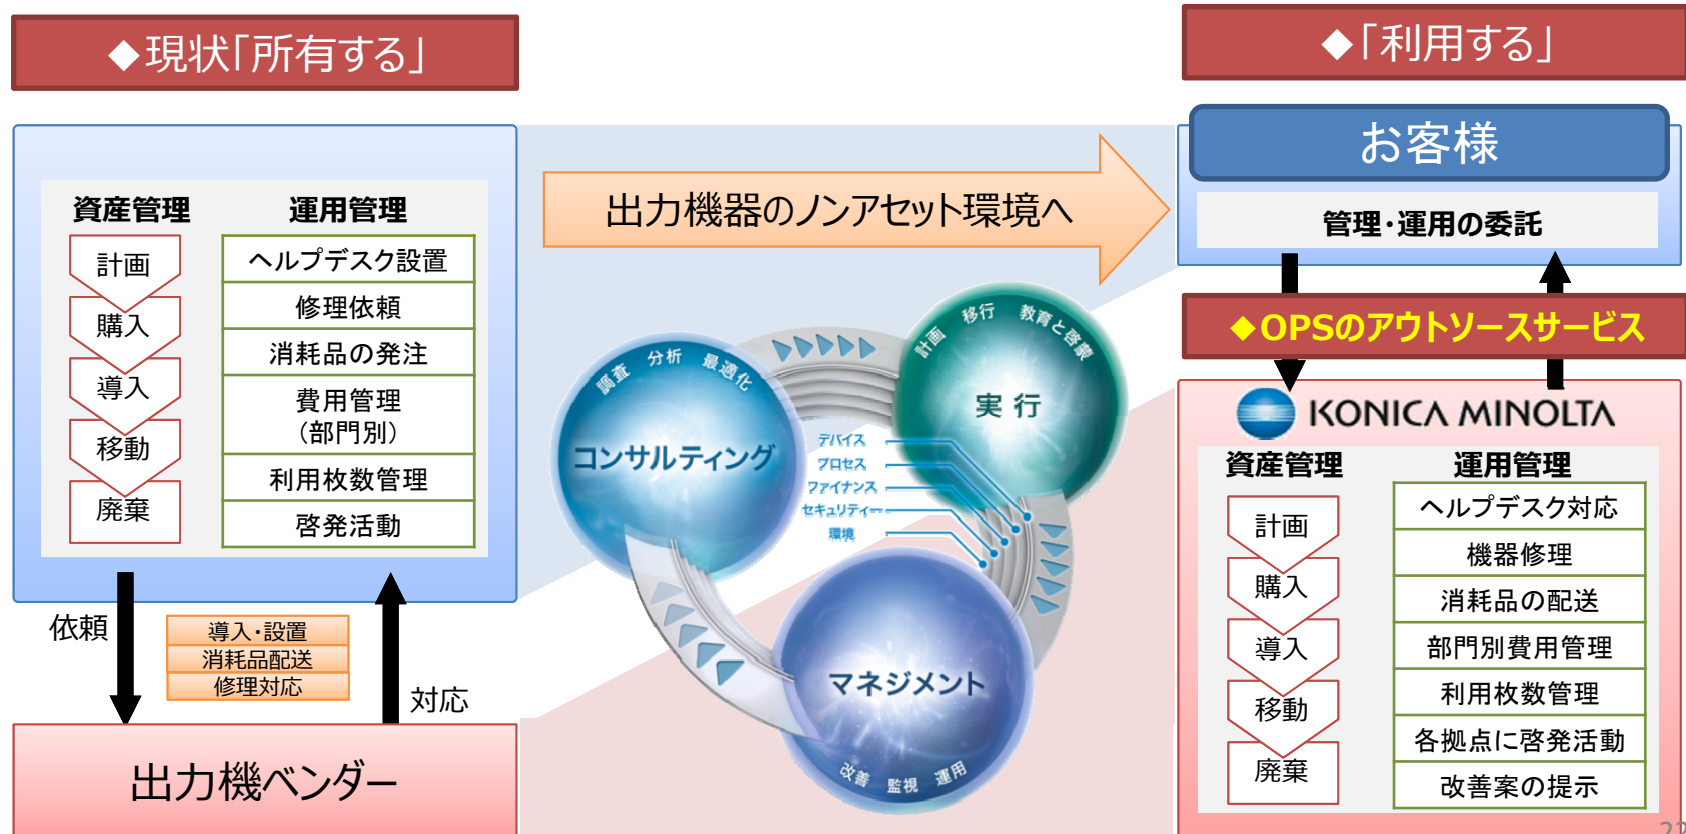 ◆現状「所有する」
資産管理
計画
購入
導入
移動
廃棄
運用管理
ヘルプデスク設置
修理依頼
消耗品の発注
費用管理
（部門別）
利用枚数管理
啓発活動
依頼
導入・設置
消耗品配送
修理対応
対応
出力機ベンダー
出力機器のノンアセット環境へ
調査 分析 最適化
コンサルティング
計画 移行 教育と啓蒙
実行
デバイス
プロセス
ファイナンス
セキュリティー
環境
マネジメント
改善 監視 運用
◆「利用する」
お客様
管理・運用の委託
◆OPSのアウトソースサービス
KONICA MINOLTA
資産管理
計画
購入
導入
移動
廃棄
運用管理
ヘルプデスク対応
機器修理
消耗品の配送
部門別費用管理
利用枚数管理
各拠点に啓発活動
改善案の提示